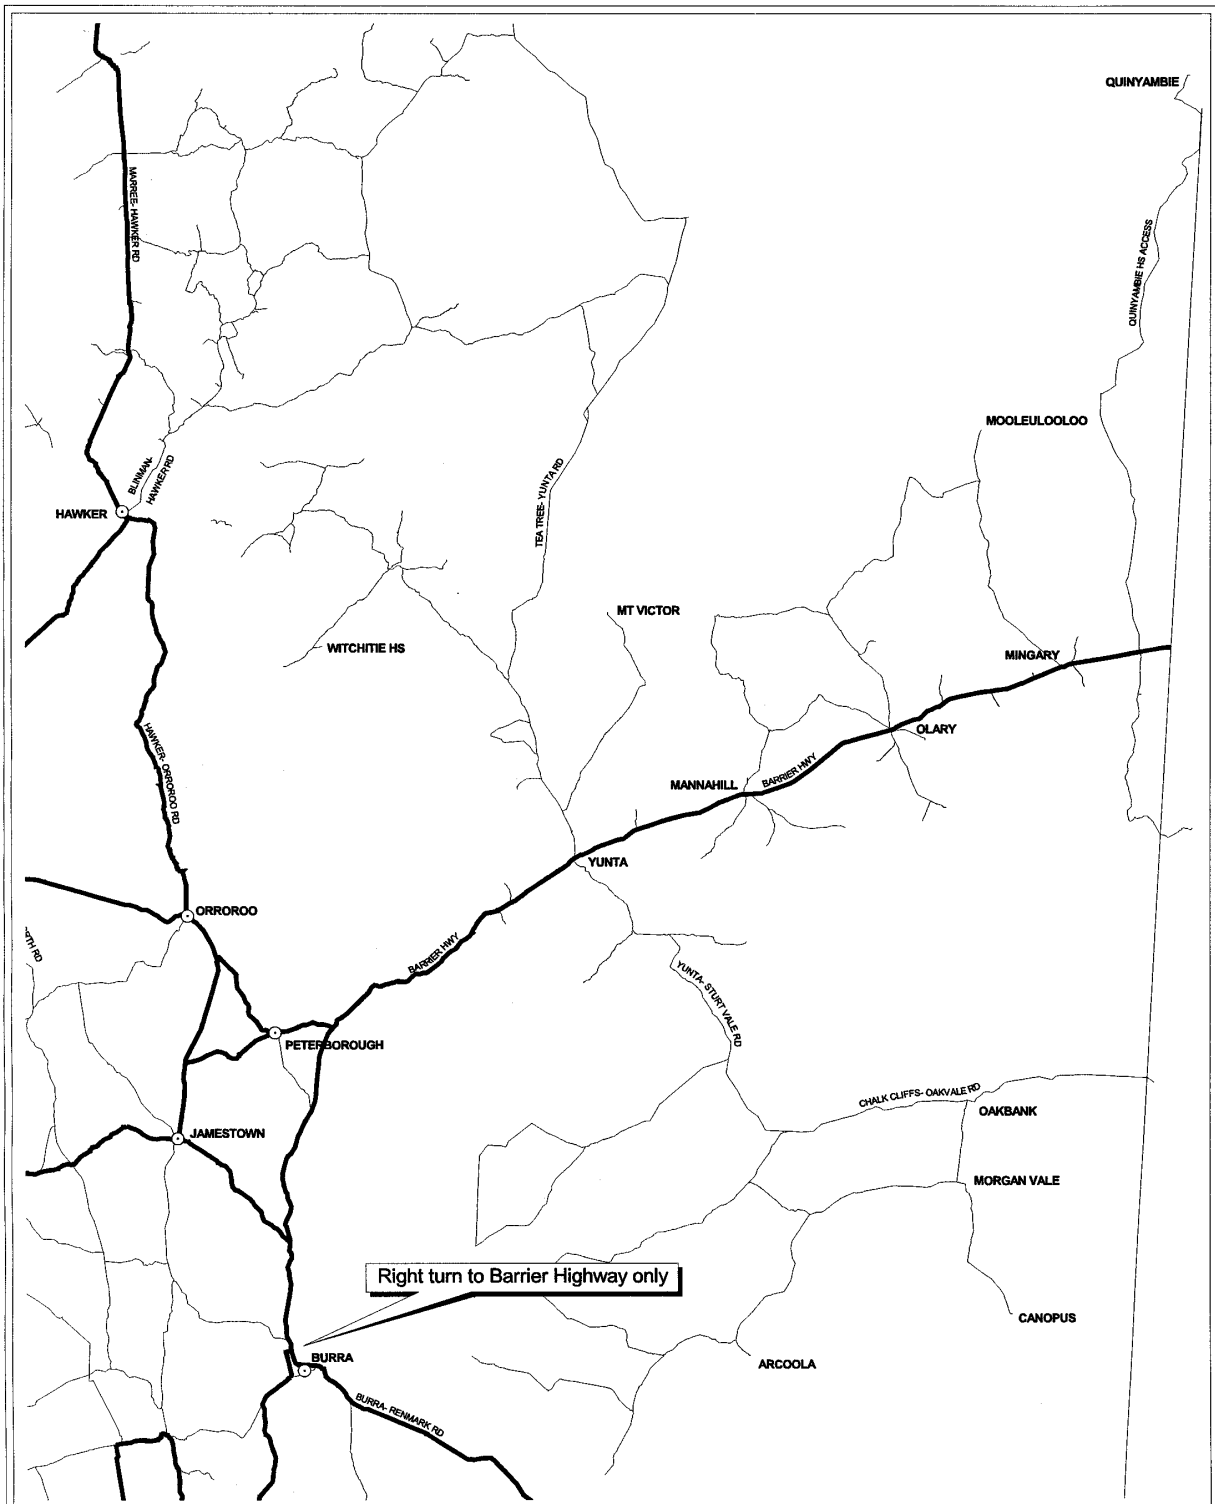 QUINYAMBIE
MARREE- HAWKER RD
QUINYAMBIE HS ACCESS
MOOLEULOOLOO
BLINMAN-
HAWKER RD
TEA TREE- YUNTA RD
HAWKER
MT VICTOR
WITCHITIE HS
MINGARY
OLARY
HAWKER- ORROROO RD
MANNAHILL
BARRIER HWY
YUNTA
ORROROO
RTH RD
BARRIER HWY
YUNTA- STURT VALE RD
PETERBOROUGH
CHALK CLIFFS- OAKVALE RD
OAKBANK
JAMESTOWN
MORGAN VALE
Right turn to Barrier Highway only
CANOPUS
BURRA
ARCOOLA
BURRA- RENMARK RD